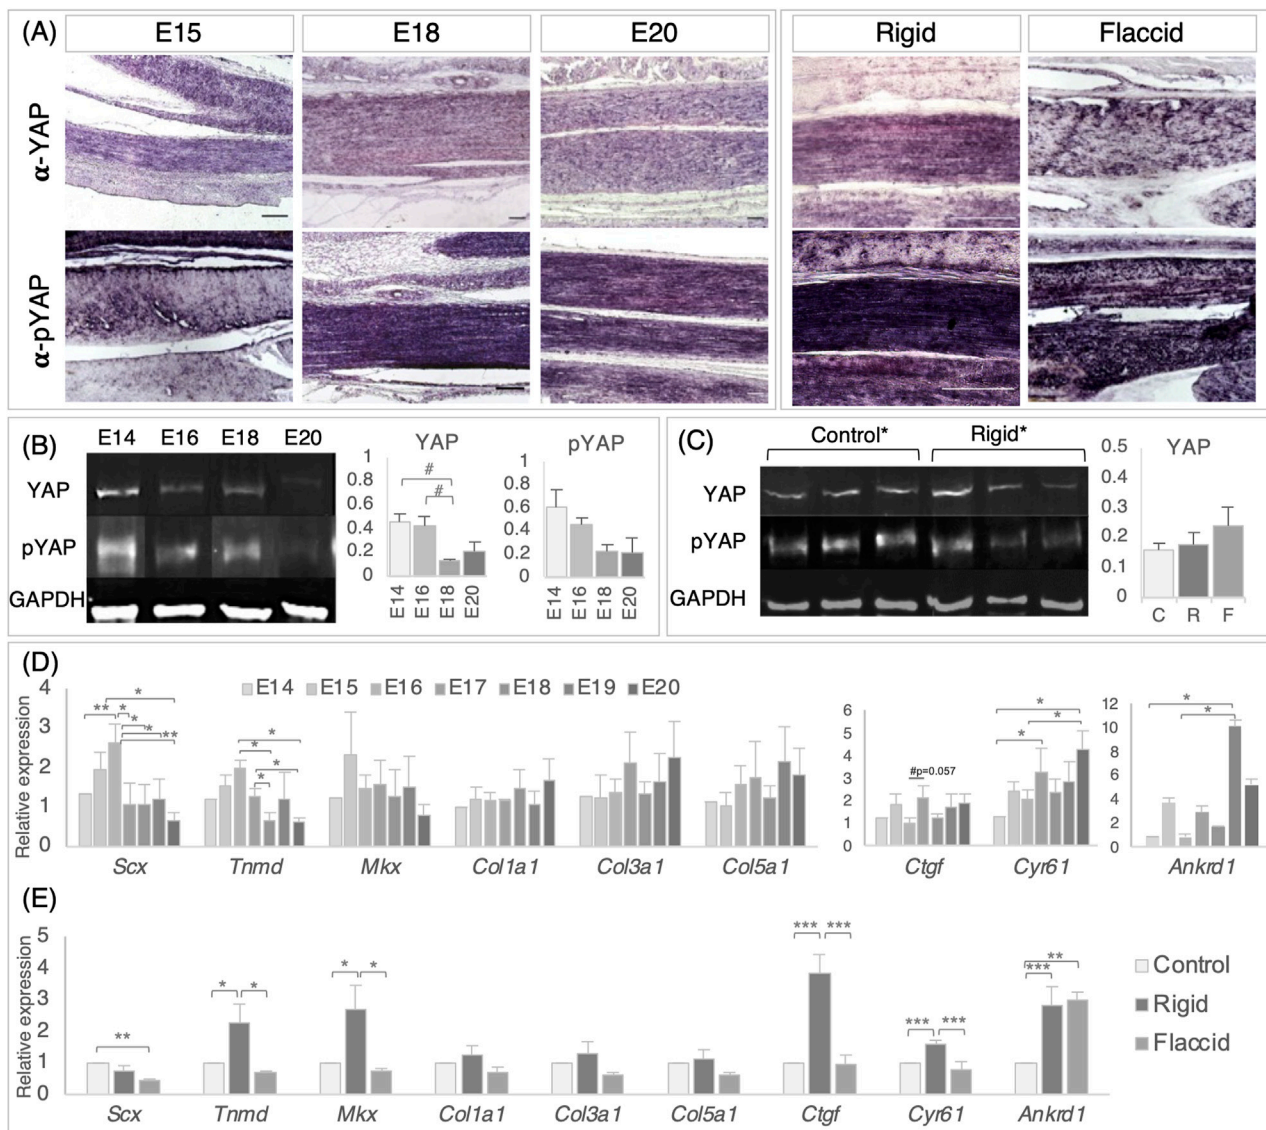 (A) E15 E18 E20 Rigid Flaccid
α-YAP
α-pYAP
(B) E14 E16 E18 E20
YAP
pYAP
GAPDH
YAP
1
0.8
0.6
0.4
0.2
0
# #
E14 E16 E18 E20
pYAP
1
0.8
0.6
0.4
0.2
0
E14 E16 E18 E20
(C) Control* Rigid*
YAP
pYAP
GAPDH
YAP
0.5
0.4
0.3
0.2
0.1
0
C R F
(D)
Relative expression
4
3
2
1
0
E14 E15 E16 E17 E18 E19 E20
* ** * * * **
* * * *
Scx Tnmd Mkx Col1a1 Col3a1 Col5a1
6
5
4
3
2
1
0
#p=0.057
* * *
Ctgf Cyr61
12
10
8
6
4
2
0
* *
Ankrd1
(E)
Relative expression
5
4
3
2
1
0
** * * * * *** *** *** *** *** **
Scx Tnmd Mkx Col1a1 Col3a1 Col5a1 Ctgf Cyr61 Ankrd1
Control
Rigid
Flaccid